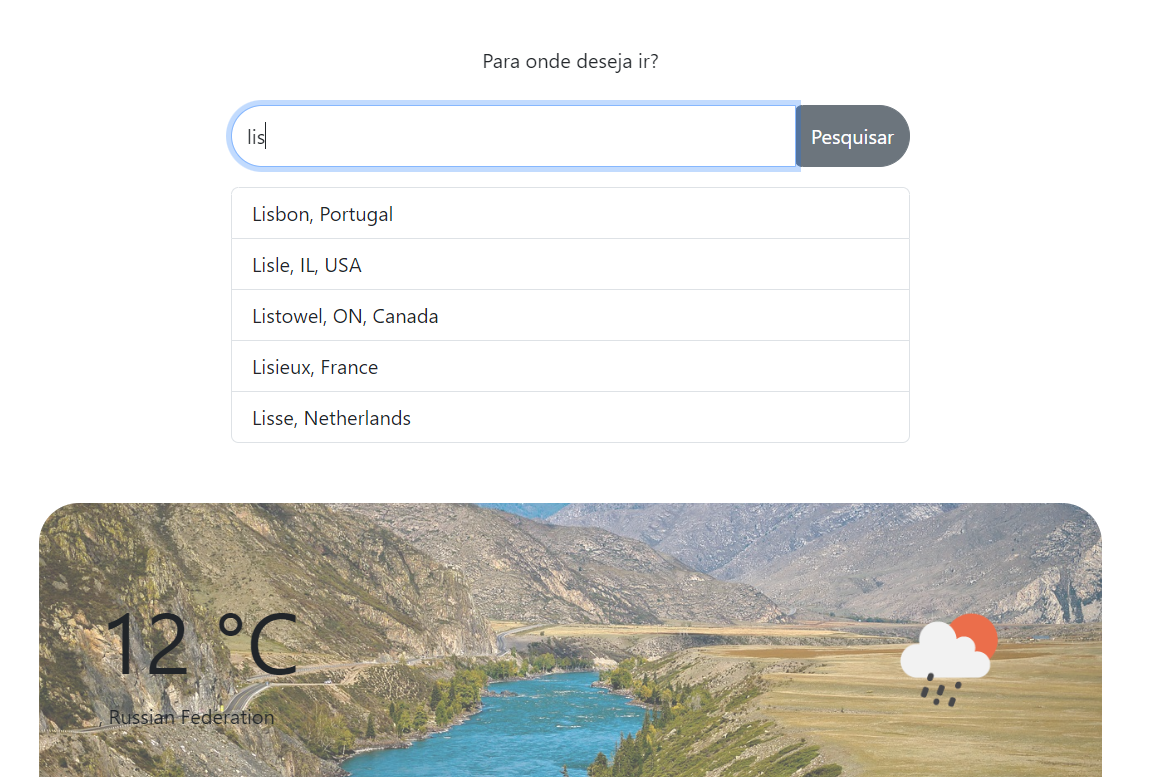 Para onde deseja ir?
lis
Pesquisar
Lisbon, Portugal
Lisle, IL, USA
Listowel, ON, Canada
Lisieux, France
Lisse, Netherlands
12 °C
, Russian Federation